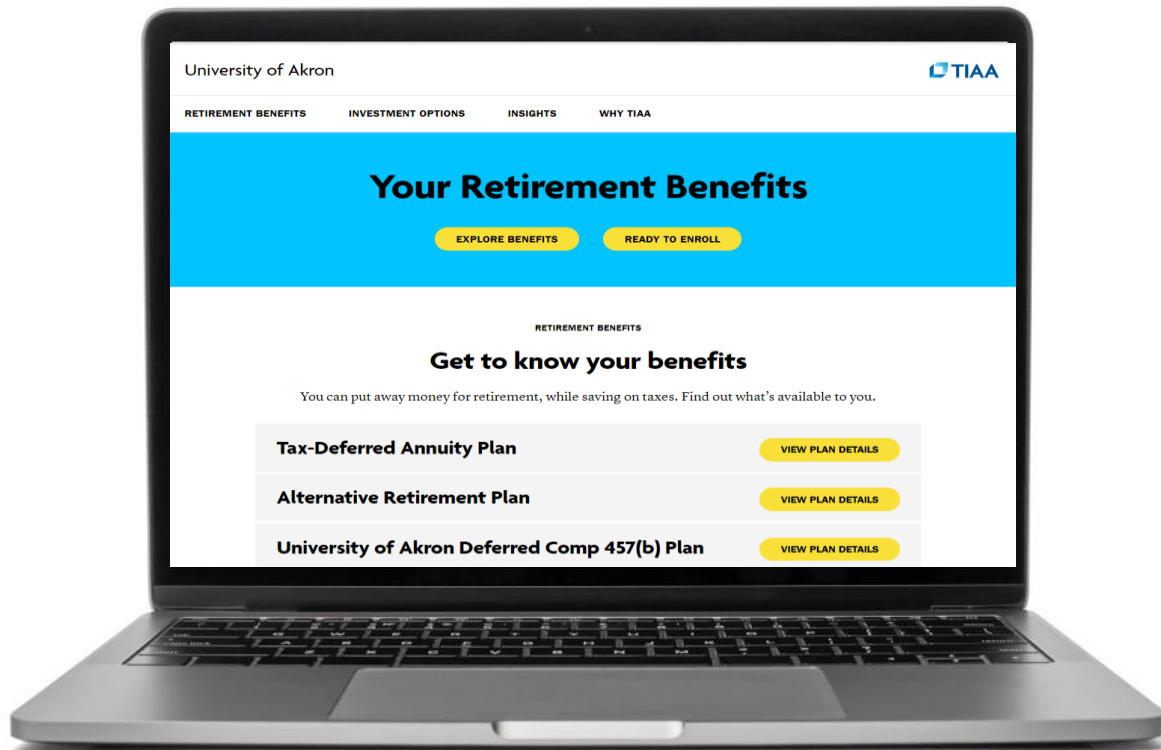 University of Akron
TIAA
RETIREMENT BENEFITS INVESTMENT OPTIONS INSIGHTS WHY TIAA
Your Retirement Benefits
EXPLORE BENEFITS READY TO ENROLL
RETIREMENT BENEFITS
Get to know your benefits
You can put away money for retirement, while saving on taxes. Find out what's available to you.
Tax-Deferred Annuity Plan VIEW PLAN DETAILS
Alternative Retirement Plan VIEW PLAN DETAILS
University of Akron Deferred Comp 457(b) Plan VIEW PLAN DETAILS